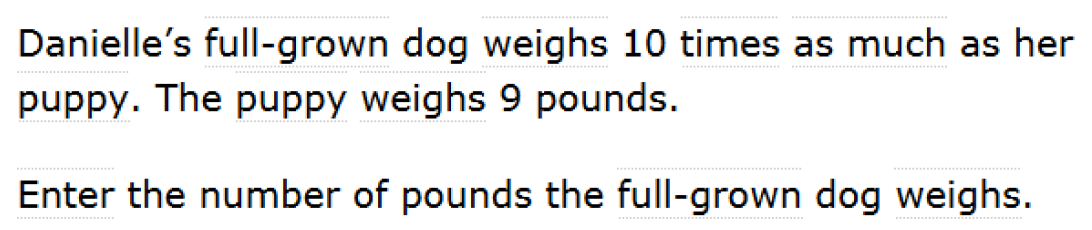 Danielle’s full-grown dog weighs 10 times as much as her
puppy. The puppy weighs 9 pounds.
Enter the number of pounds the full-grown dog weighs.